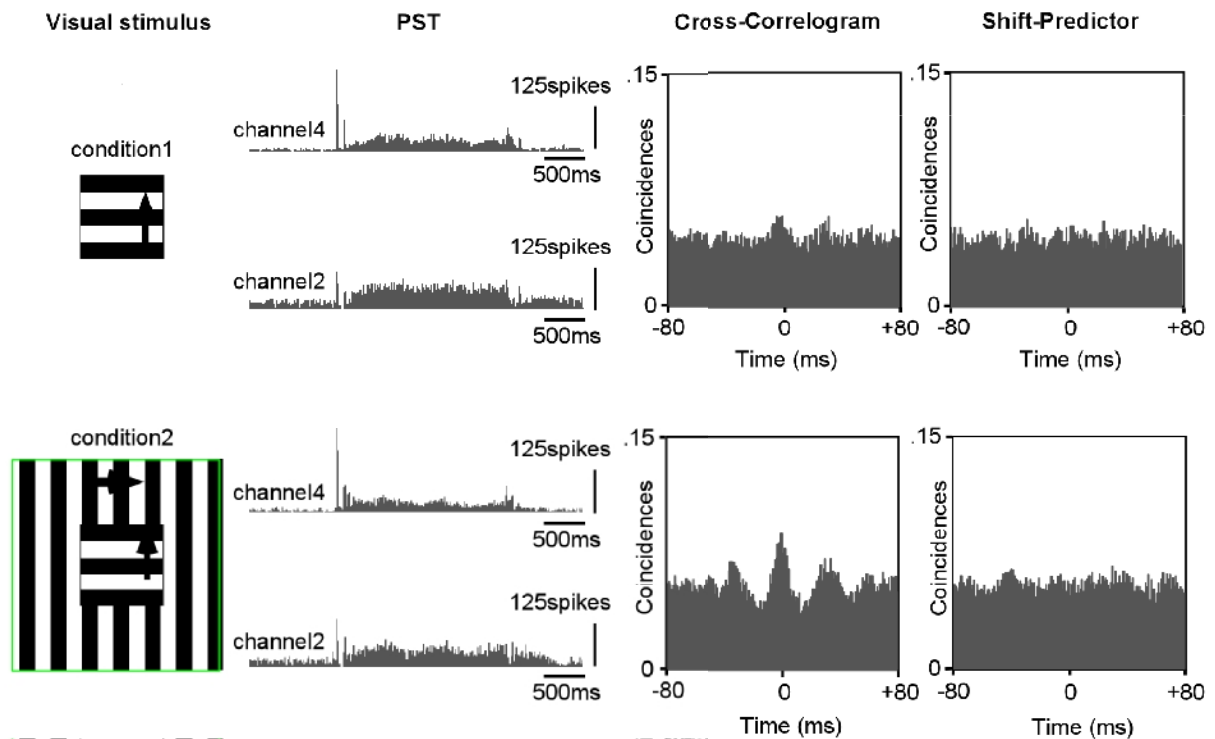 Visual stimulus PST Cross-Correlogram Shift-Predictor
condition1
channel4
125spikes
500ms
channel2
125spikes
500ms
.15
Coincidences
0
-80 0 +80
Time (ms)
.15
Coincidences
0
-80 0 +80
Time (ms)
condition2
channel4
125spikes
500ms
channel2
125spikes
500ms
.15
Coincidences
0
-80 0 +80
Time (ms)
.15
Coincidences
0
-80 0 +80
Time (ms)